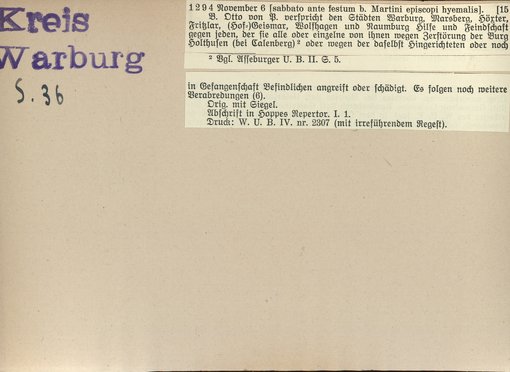 Kreis
Warburg
S. 36
1294 November 6 [sabbato ante festum b. Martini episcopi hyemalis]. [15
B. Otto von P. verspricht den Städten Warburg, Marsberg, Höxter,
Fritzlar, (Hof-)Geismar, Wolfhagen und Naumburg Hilfe und Feindschaft
gegen jeden, der sie alle oder einzelne von ihnen wegen Zerstörung der Burg
Holthusen (bei Calenberg)² oder wegen der daselbst Hingerichteten oder noch
² Vgl. Asseburger U. B. II. S. 5.
in Gefangenschaft Befindlichen angreift oder schädigt. Es folgen noch weitere
Verabredungen (6).
Orig. mit Siegel.
Abschrift in Hoppes Repertor. I. 1.
Druck: W. U. B. IV. nr. 2307 (mit irreführendem Regest).